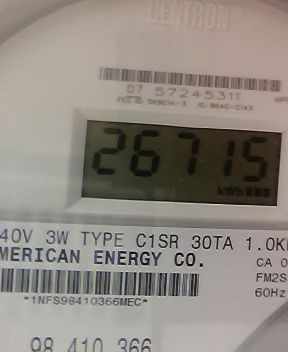 CENTRON®
07 57245311
26715
kWh
40V 3W TYPE C1SR 30TA 1.0K
MERICAN ENERGY CO.
CA 0
FM2S
60Hz
*1NFS98410366MEC*
98 410 366